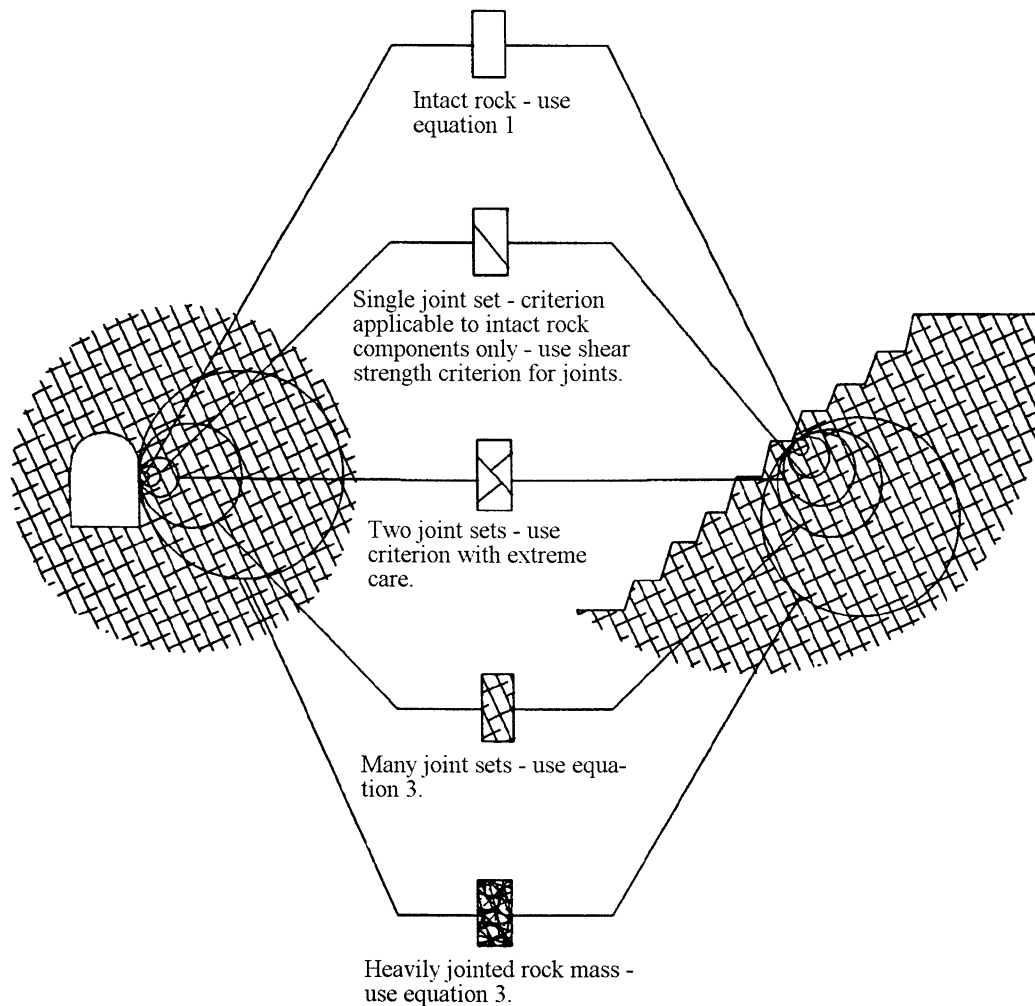 Intact rock - use
equation 1
Single joint set - criterion
applicable to intact rock
components only - use shear
strength criterion for joints.
Two joint sets - use
criterion with extreme
care.
Many joint sets - use equa-
tion 3.
Heavily jointed rock mass -
use equation 3.